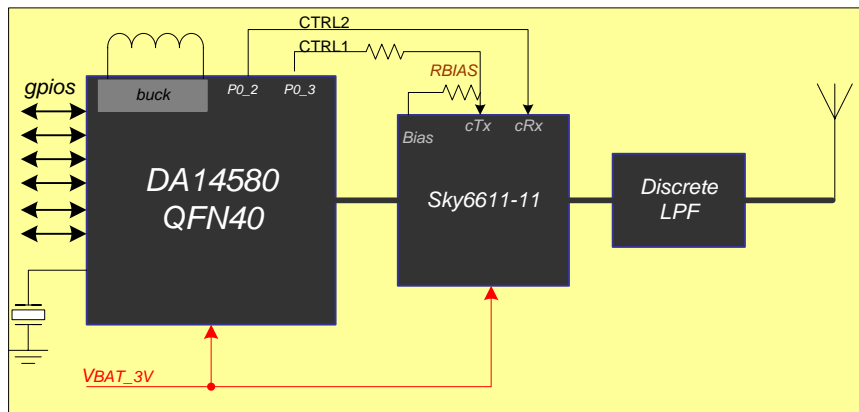 CTRL2
CTRL1
RBIAS
gpios
buck
P0_2
P0_3
Bias
cTx
cRx
DA14580
QFN40
Sky6611-11
Discrete
LPF
VBAT_3V